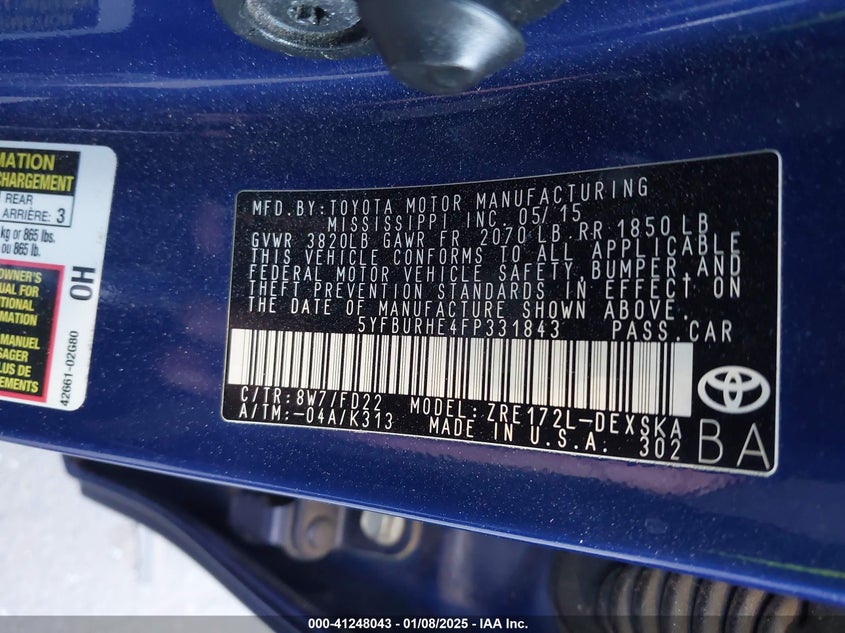 MATION
CHARGEMENT
REAR
ARRIÈRE: 3
kg or 865 lbs.
ou 865 lb.
OWNER'S
UAL FOR
TIONAL
RMATION
MANUEL
SAGER
PLUS DE
EMENTS
OH
42661-02G80
MFD.BY:TOYOTA MOTOR MANUFACTURING
MISSISSIPPI INC. 05/15
GVWR 3820LB GAWR FR 2070 LB.RR 1850 LB
THIS VEHICLE CONFORMS TO ALL APPLICABLE
FEDERAL MOTOR VEHICLE SAFETY,BUMPER,AND
THEFT PREVENTION STANDARDS IN EFFECT ON
THE DATE OF MANUFACTURE SHOWN ABOVE.
5YFBURHE4FP331843 PASS.CAR
C/TR:8W7/FD22 MODEL:ZRE172L-DEXSKA
A/TM:-04A/K313 MADE IN U.S.A. 302
BA
000-41248043 - 01/08/2025 - IAA Inc.